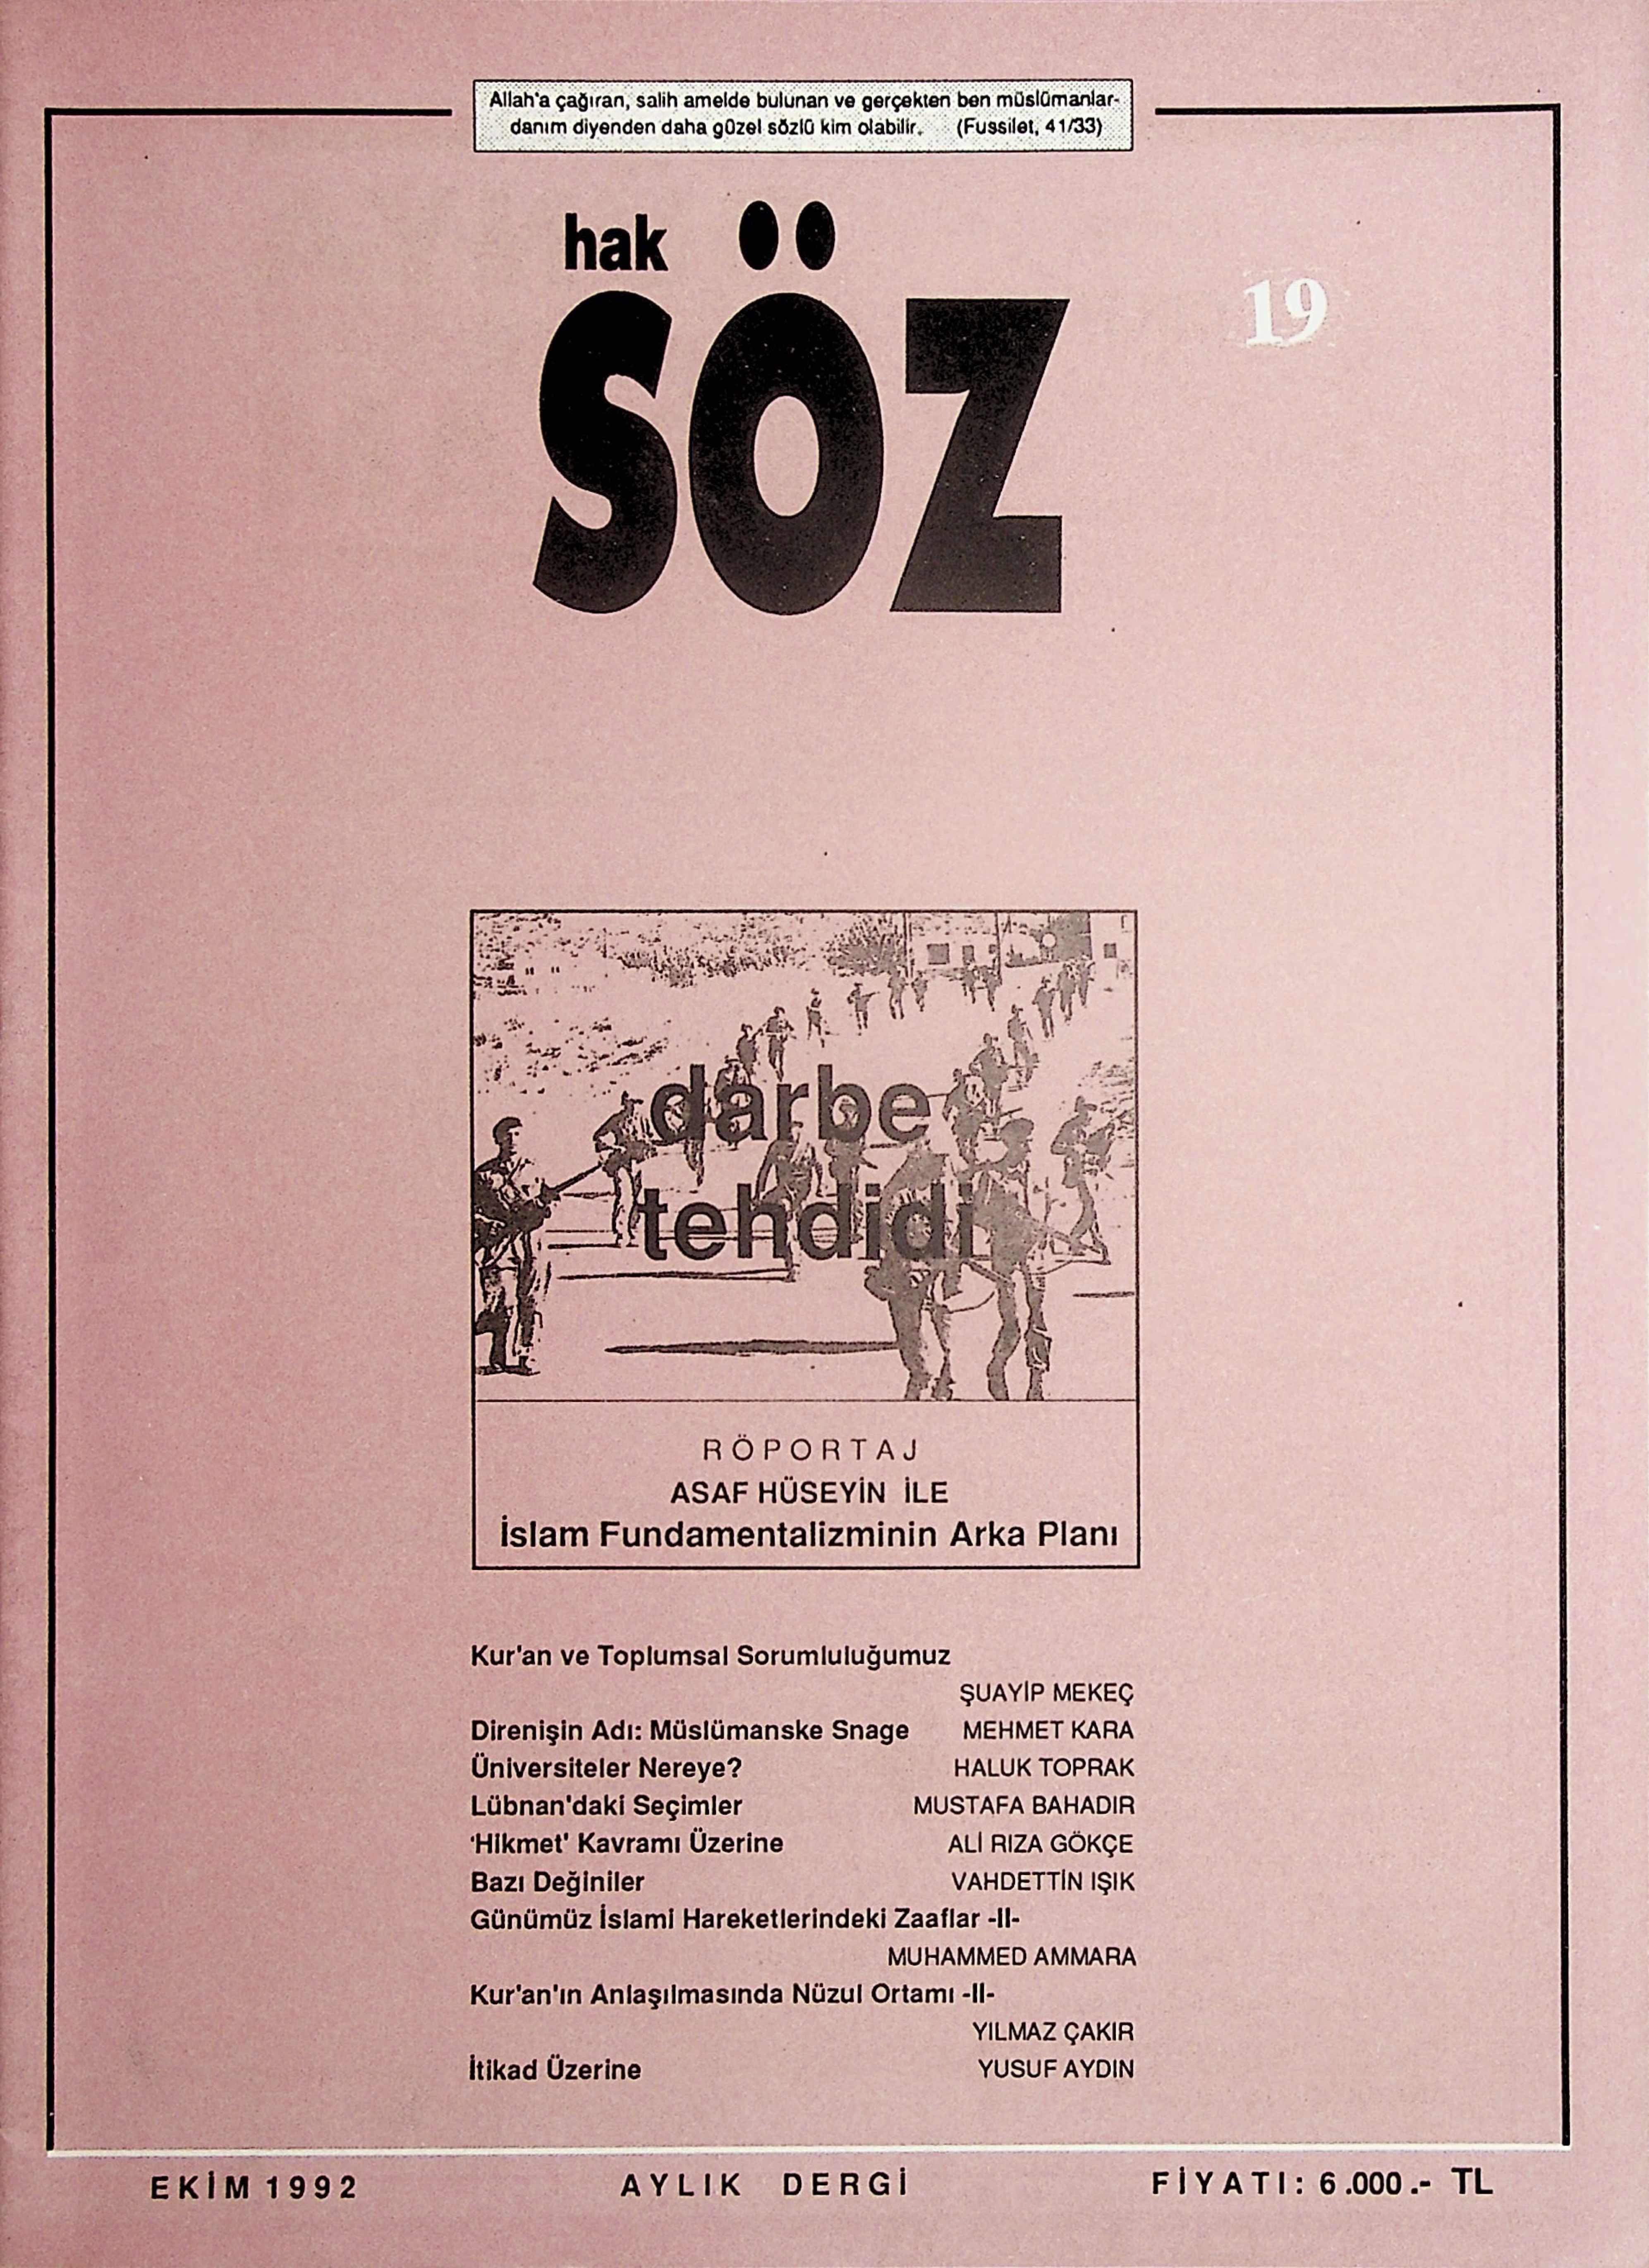 Allah'a çağıran, salih amelde bulunan ve gerçekten ben müslümanlar-
danım diyenden daha güzel sözlü kim olabilir. (Fussilet, 41/33)
hak
SÖZ
19
darbe
tehdidi
RÖPORTAJ
ASAF HÜSEYİN İLE
İslam Fundamentalizminin Arka Planı
Kur'an ve Toplumsal Sorumluluğumuz
ŞUAYİP MEKEÇ
Direnişin Adı: Müslümanske Snage MEHMET KARA
Üniversiteler Nereye? HALUK TOPRAK
Lübnan'daki Seçimler MUSTAFA BAHADIR
'Hikmet' Kavramı Üzerine ALİ RIZA GÖKÇE
Bazı Değiniler VAHDETTİN IŞIK
Günümüz İslami Hareketlerindeki Zaaflar -II-
MUHAMMED AMMARA
Kur'an'ın Anlaşılmasında Nüzul Ortamı -II-
YILMAZ ÇAKIR
İtikad Üzerine YUSUF AYDIN
EKİM 1992 AYLIK DERGİ FİYATI: 6.000.- TL